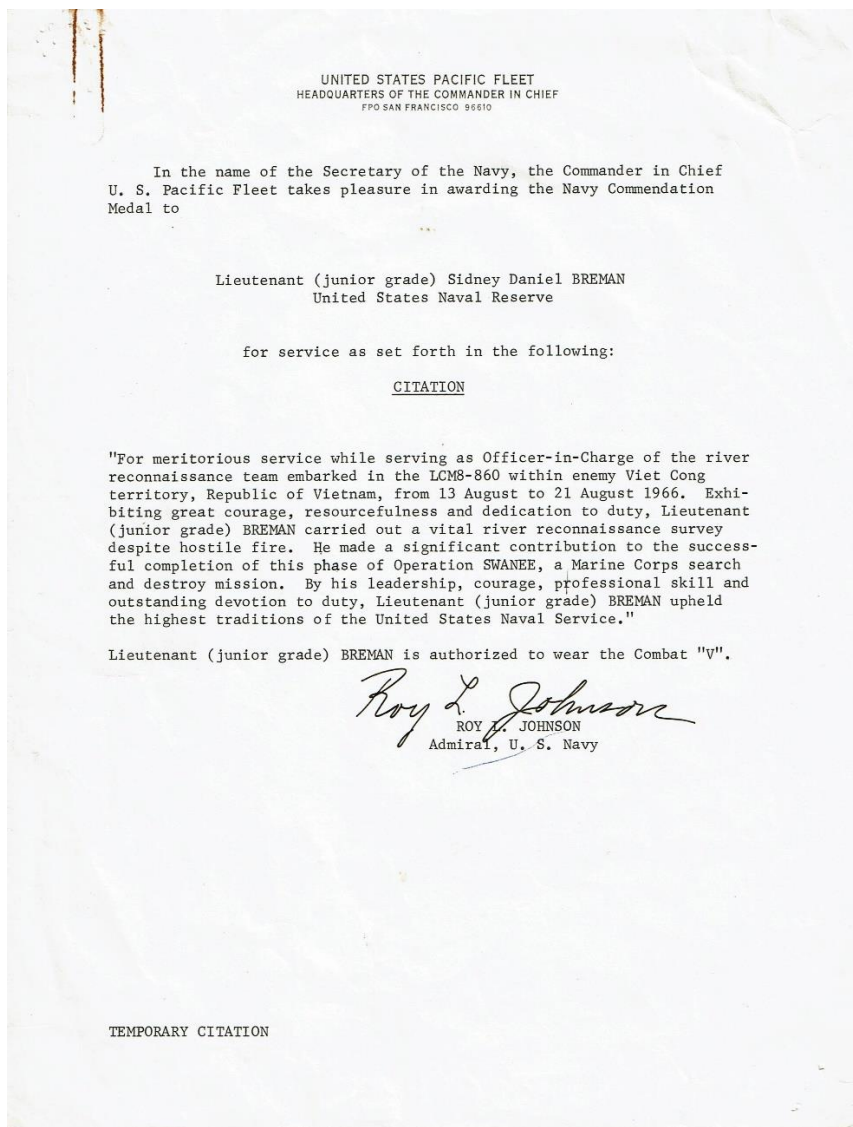 UNITED STATES PACIFIC FLEET
HEADQUARTERS OF THE COMMANDER IN CHIEF
FPO SAN FRANCISCO 96610
In the name of the Secretary of the Navy, the Commander in Chief
U. S. Pacific Fleet takes pleasure in awarding the Navy Commendation
Medal to
Lieutenant (junior grade) Sidney Daniel BREMAN
United States Naval Reserve
for service as set forth in the following:
CITATION
"For meritorious service while serving as Officer-in-Charge of the river
reconnaissance team embarked in the LCM8-860 within enemy Viet Cong
territory, Republic of Vietnam, from 13 August to 21 August 1966. Exhi-
biting great courage, resourcefulness and dedication to duty, Lieutenant
(junior grade) BREMAN carried out a vital river reconnaissance survey
despite hostile fire. He made a significant contribution to the success-
ful completion of this phase of Operation SWANEE, a Marine Corps search
and destroy mission. By his leadership, courage, professional skill and
outstanding devotion to duty, Lieutenant (junior grade) BREMAN upheld
the highest traditions of the United States Naval Service."
Lieutenant (junior grade) BREMAN is authorized to wear the Combat "V".
Roy L. Johnson
ROY L. JOHNSON
Admiral, U. S. Navy
TEMPORARY CITATION